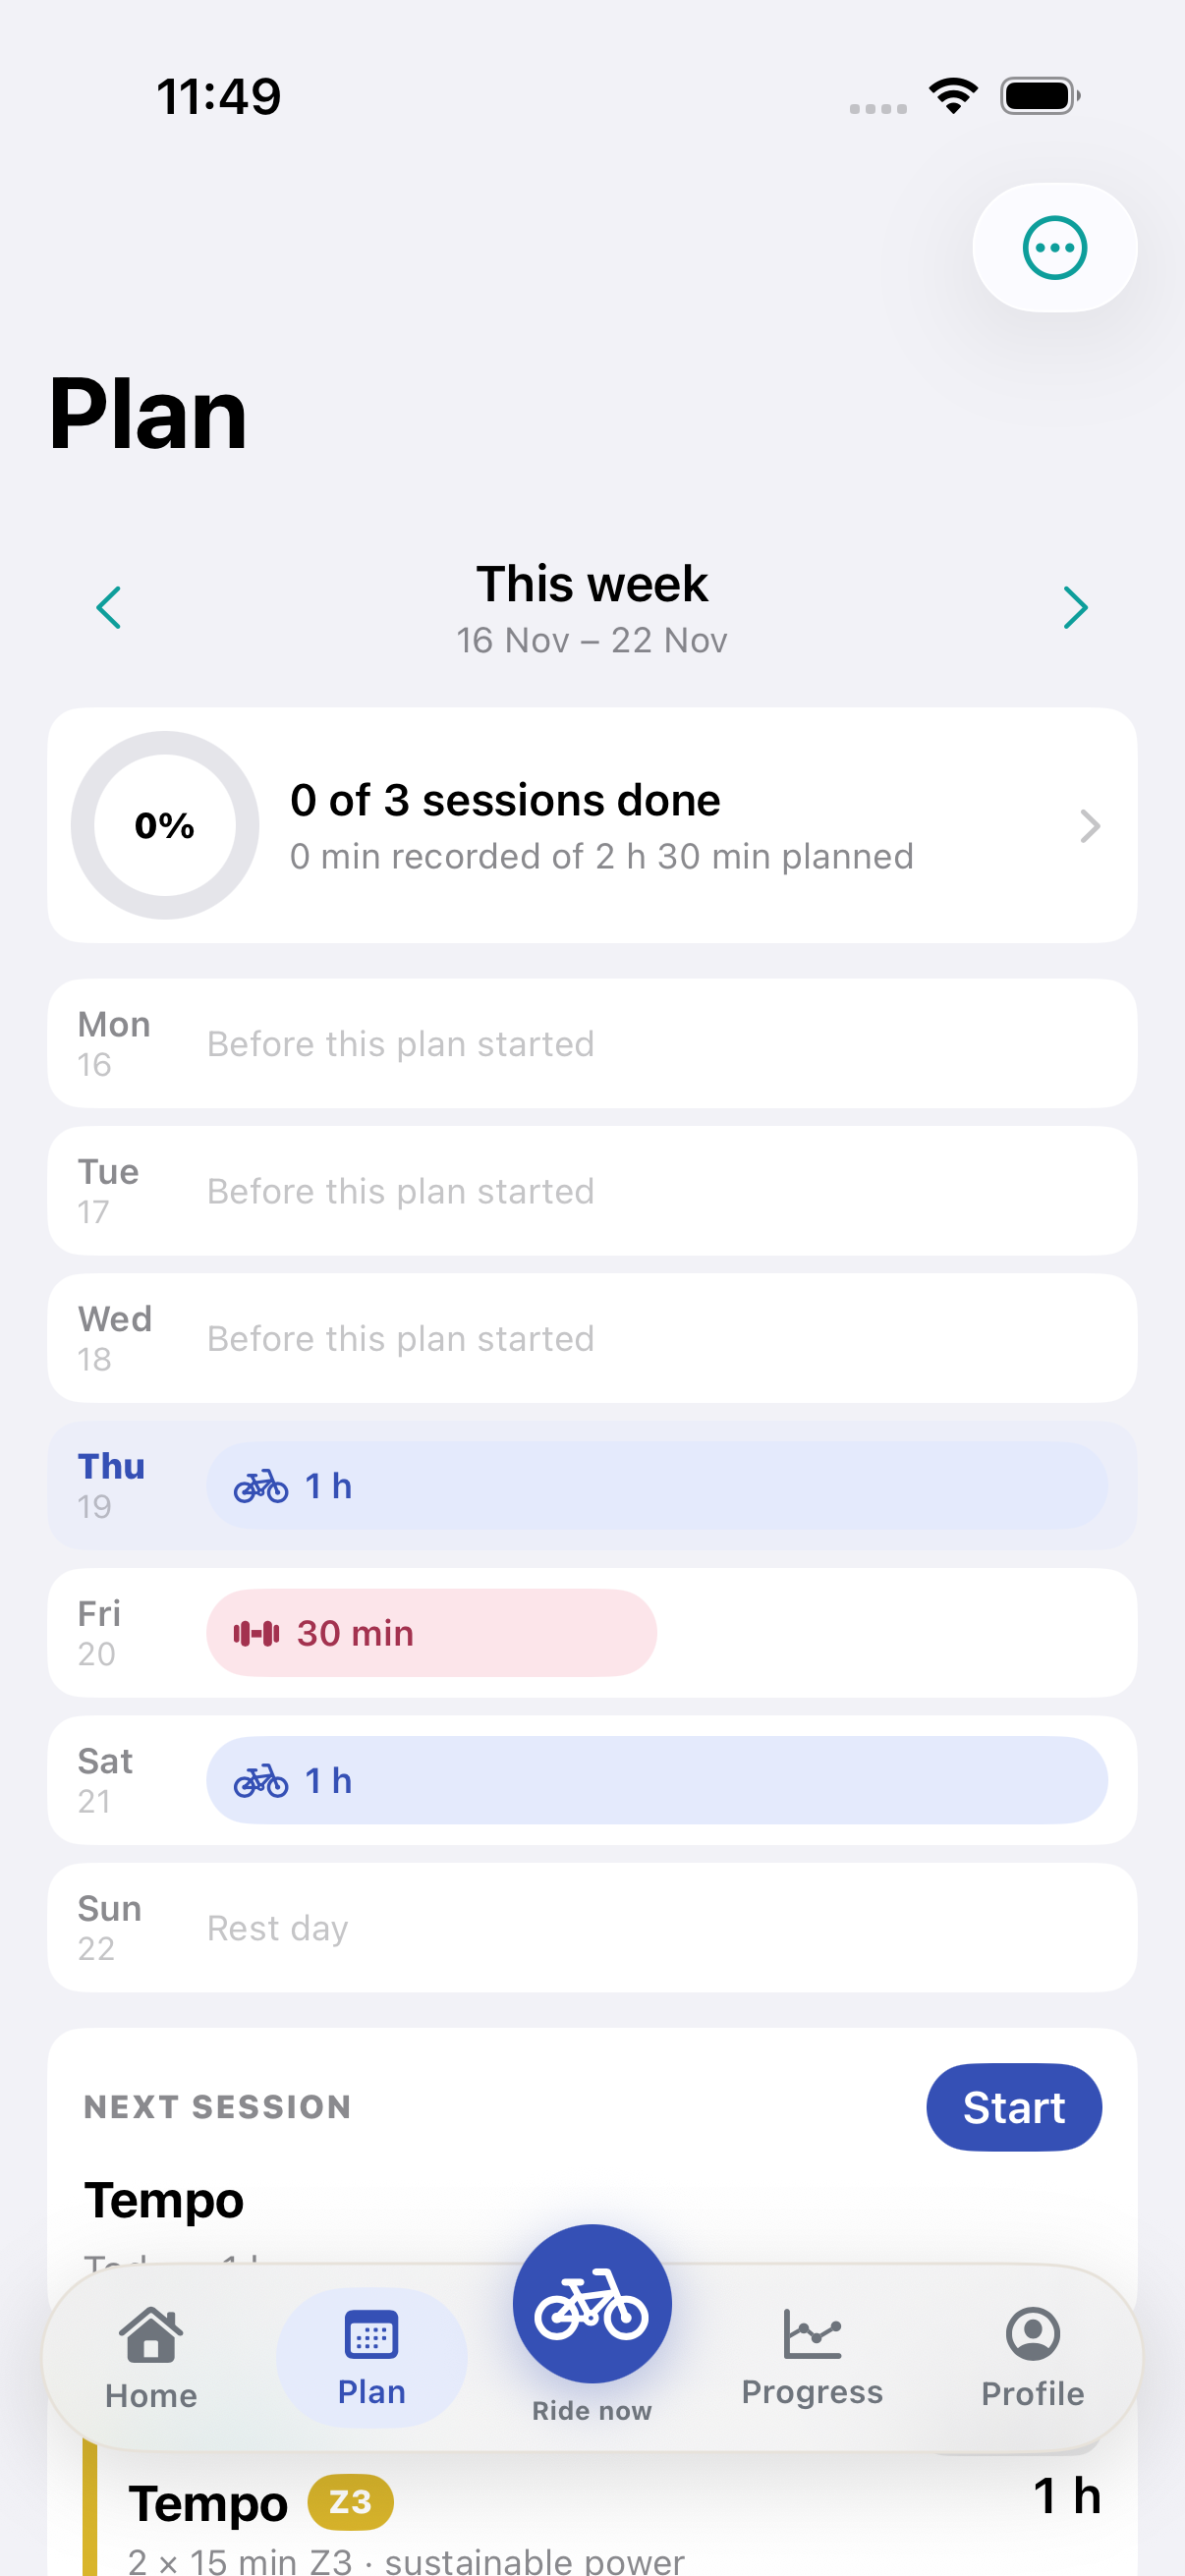 11:49
Plan
This week
16 Nov – 22 Nov
0%
0 of 3 sessions done
0 min recorded of 2 h 30 min planned
Mon
16
Before this plan started
Tue
17
Before this plan started
Wed
18
Before this plan started
Thu
19
1 h
Fri
20
30 min
Sat
21
1 h
Sun
22
Rest day
NEXT SESSION
Start
Tempo
Home
Plan
Ride now
Progress
Profile
Tempo
Z3
1 h
2 × 15 min Z3 · sustainable power